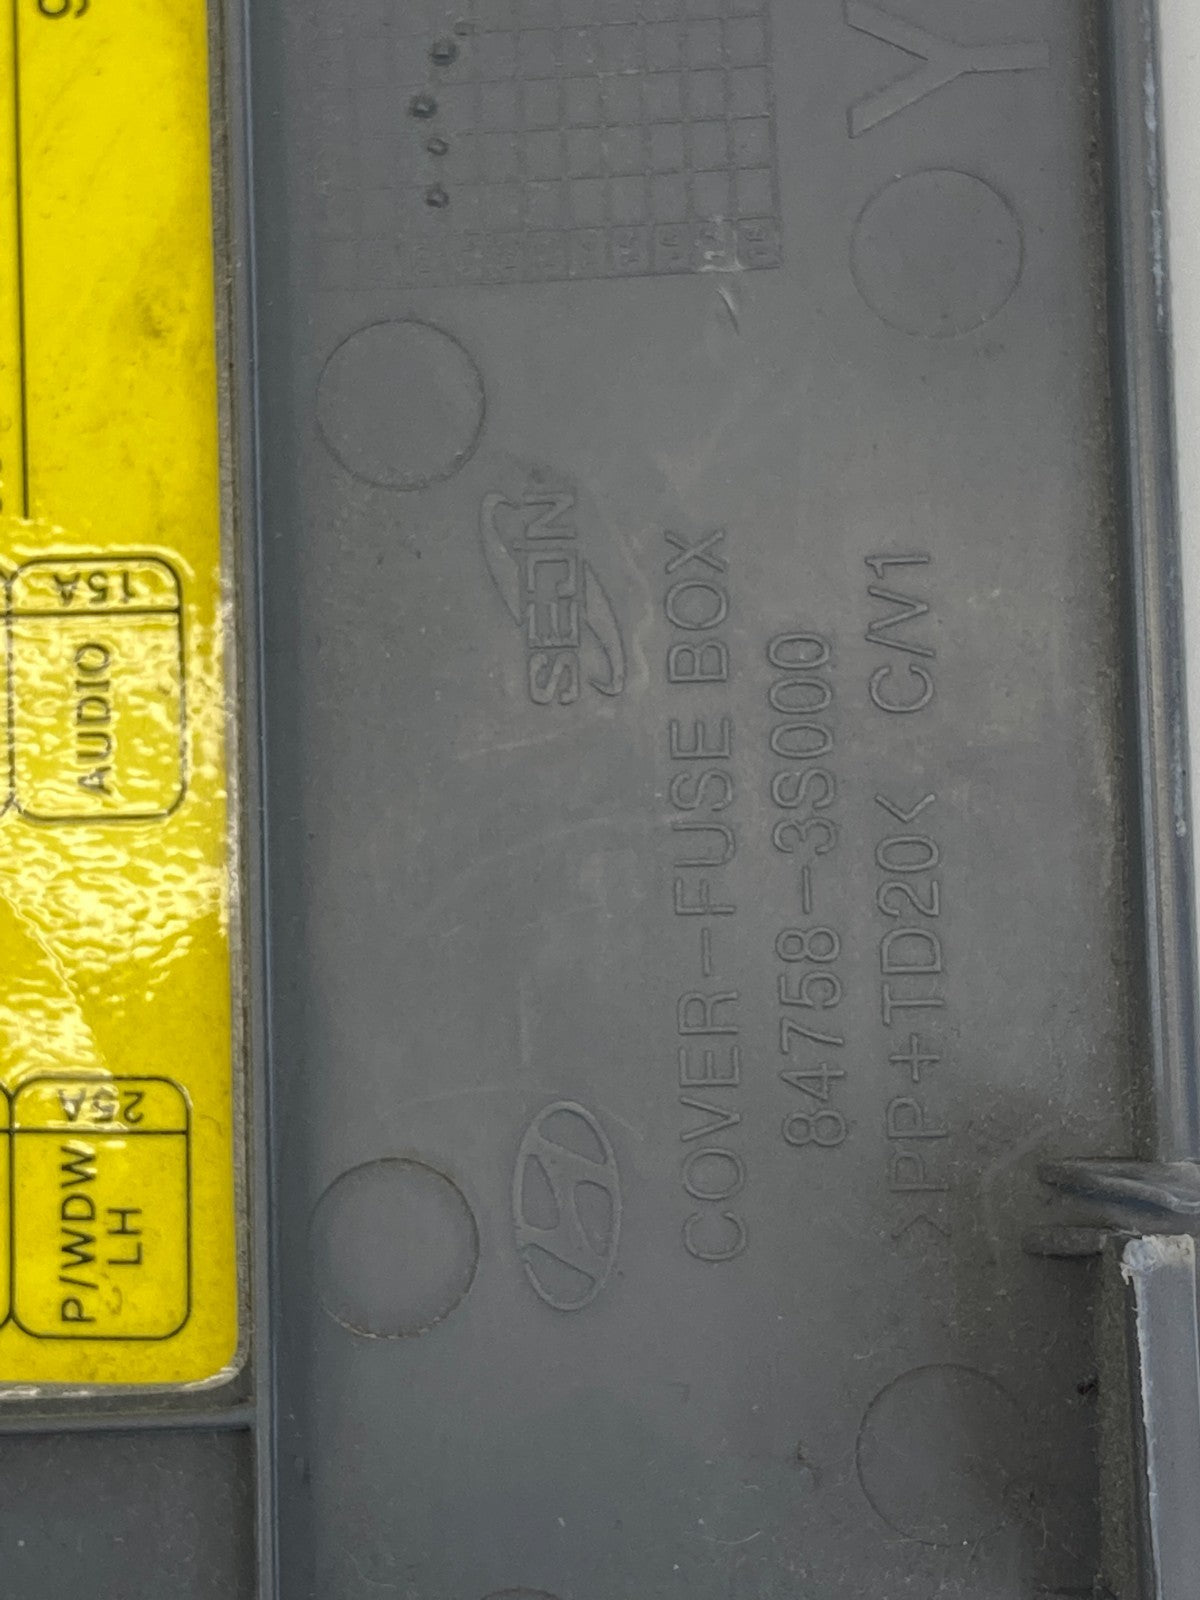 SEJIN
COVER-FUSE BOX
84758-3S000
>PP+TD20< C/V1
Y
15A
AUDIO
25A
P/WDW
LH